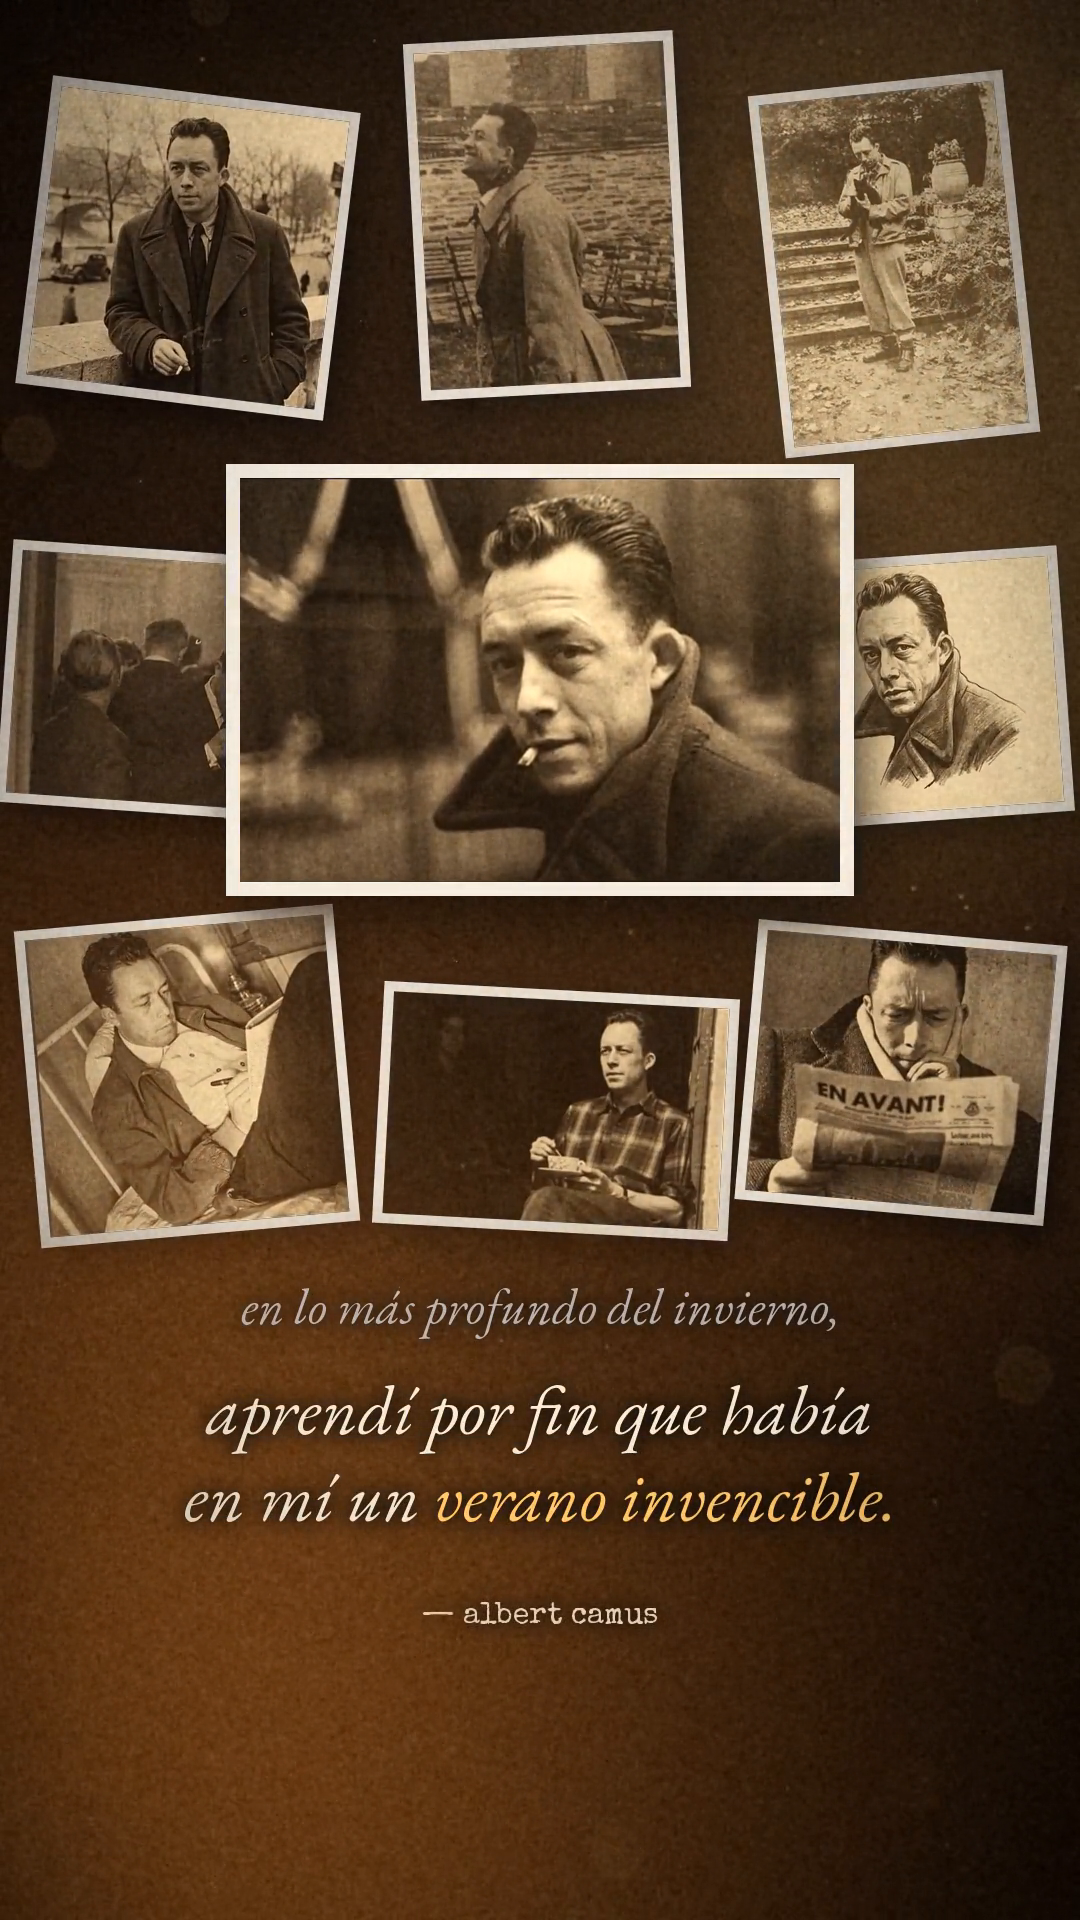 EN AVANT!
en lo más profundo del invierno,
aprendí por fin que había
en mí un verano invencible.
— albert camus